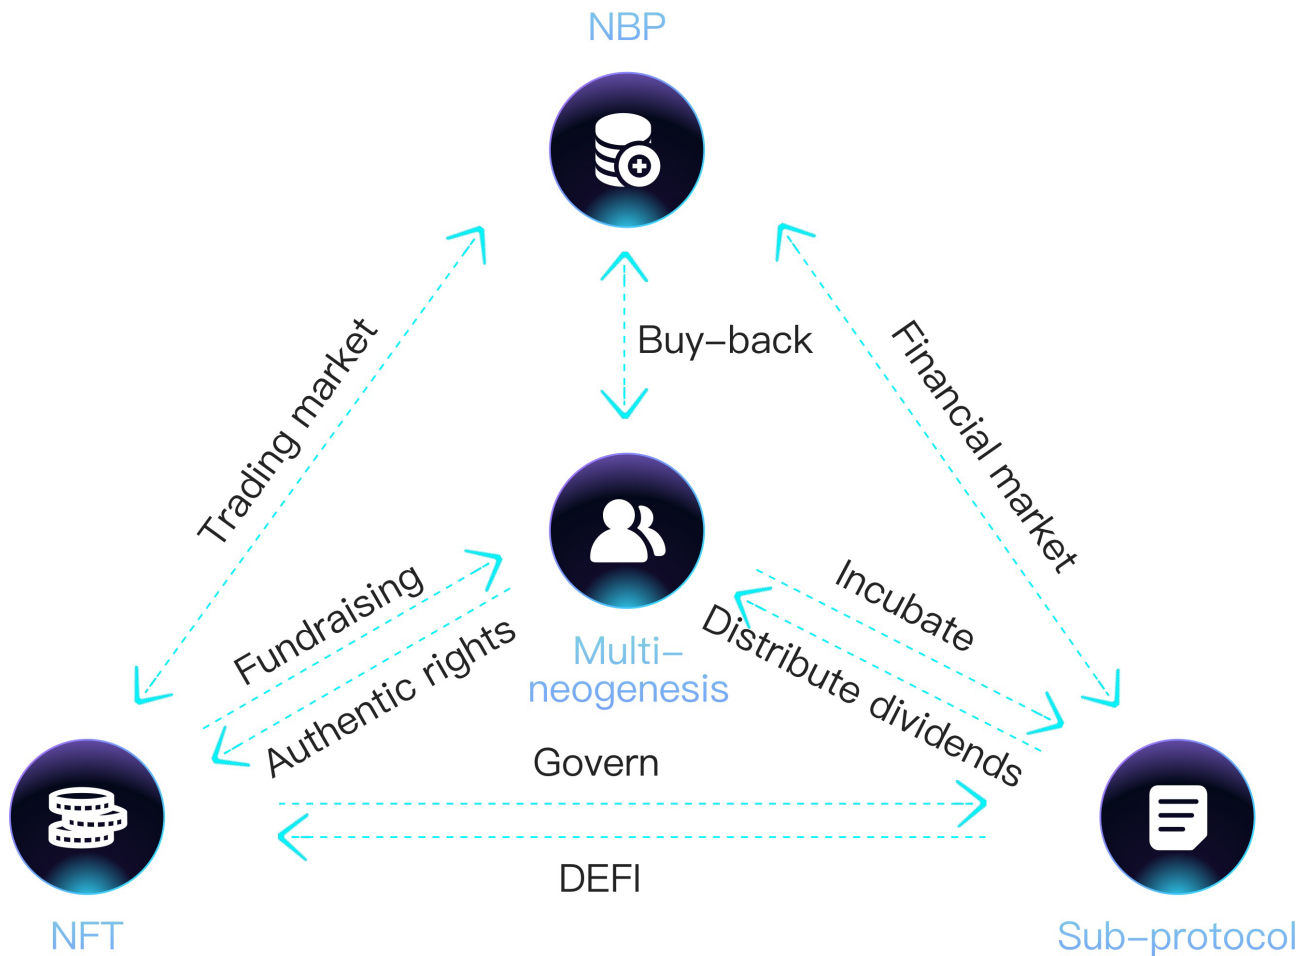 NBP
Buy–back
Trading market
Financial market
Fundraising
Authentic rights
Multi–
neogenesis
Incubate
Distribute dividends
Govern
DEFI
NFT
Sub–protocol